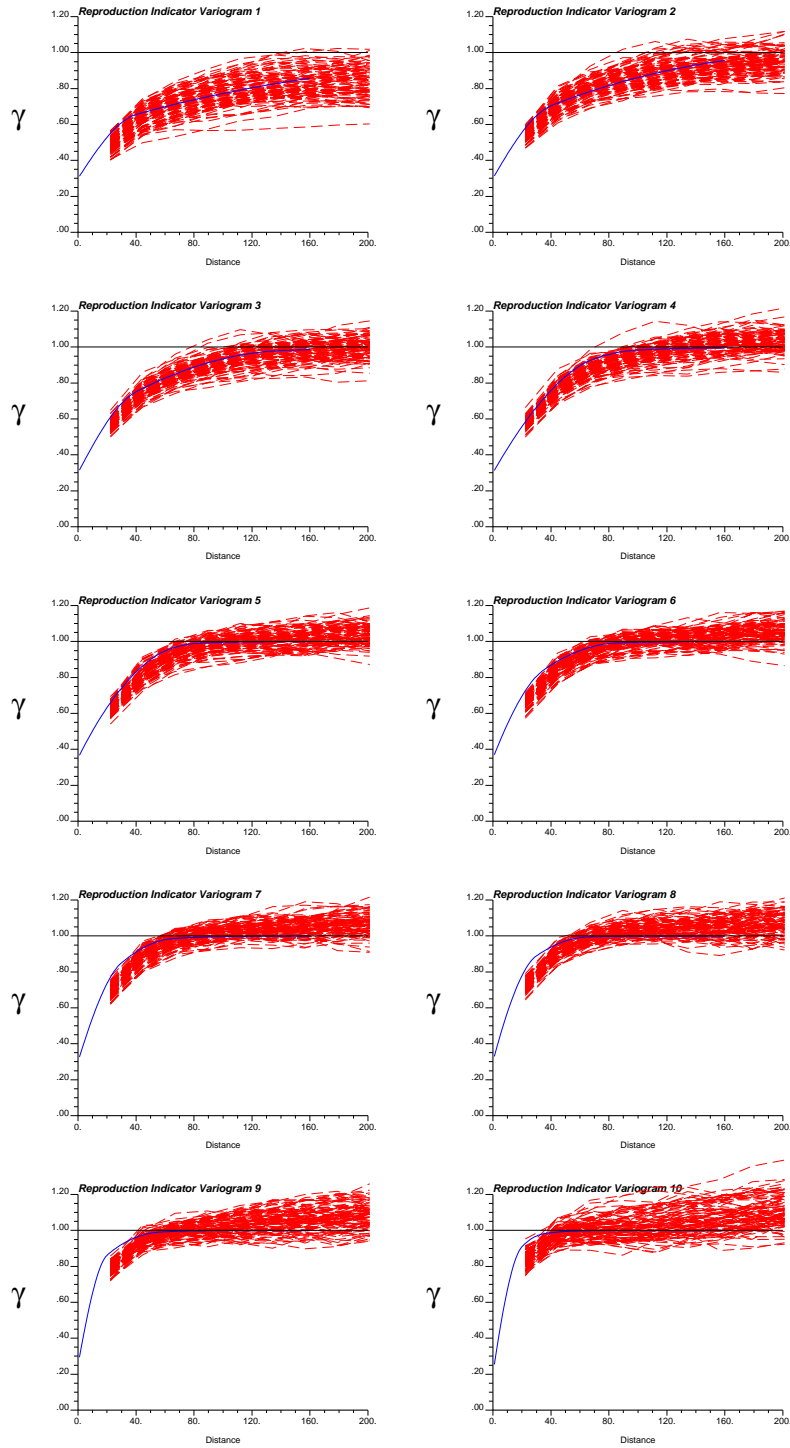 Reproduction Indicator Variogram 1
γ
1.20
1.00
.80
.60
.40
.20
.00
0. 40. 80. 120. 160. 200.
Distance
Reproduction Indicator Variogram 2
γ
1.20
1.00
.80
.60
.40
.20
.00
0. 40. 80. 120. 160. 200.
Distance
Reproduction Indicator Variogram 3
γ
1.20
1.00
.80
.60
.40
.20
.00
0. 40. 80. 120. 160. 200.
Distance
Reproduction Indicator Variogram 4
γ
1.20
1.00
.80
.60
.40
.20
.00
0. 40. 80. 120. 160. 200.
Distance
Reproduction Indicator Variogram 5
γ
1.20
1.00
.80
.60
.40
.20
.00
0. 40. 80. 120. 160. 200.
Distance
Reproduction Indicator Variogram 6
γ
1.20
1.00
.80
.60
.40
.20
.00
0. 40. 80. 120. 160. 200.
Distance
Reproduction Indicator Variogram 7
γ
1.20
1.00
.80
.60
.40
.20
.00
0. 40. 80. 120. 160. 200.
Distance
Reproduction Indicator Variogram 8
γ
1.20
1.00
.80
.60
.40
.20
.00
0. 40. 80. 120. 160. 200.
Distance
Reproduction Indicator Variogram 9
γ
1.20
1.00
.80
.60
.40
.20
.00
0. 40. 80. 120. 160. 200.
Distance
Reproduction Indicator Variogram 10
γ
1.20
1.00
.80
.60
.40
.20
.00
0. 40. 80. 120. 160. 200.
Distance